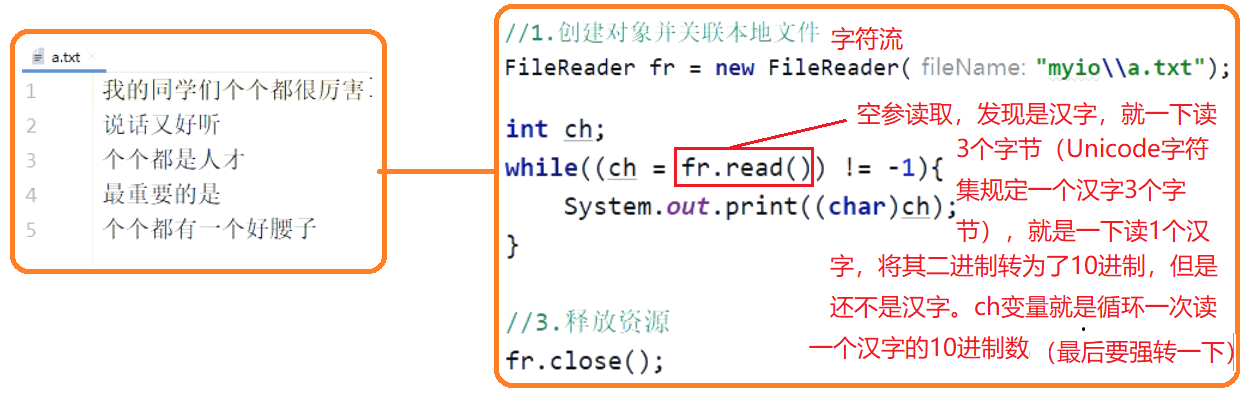 a.txt
1 我的同学们个个都很厉害
2 说话又好听
3 个个都是人才
4 最重要的是
5 个个都有一个好腰子
//1.创建对象并关联本地文件 字符流
FileReader fr = new FileReader( fileName: "myio\\a.txt");
int ch;
while((ch = fr.read()) != -1){
System.out.print((char)ch);
}
//3.释放资源
fr.close();
空参读取，发现是汉字，就一下读
3个字节（Unicode字符
集规定一个汉字3个字
节），就是一下读1个汉
字，将其二进制转为了10进制，但是
还不是汉字。ch变量就是循环一次读
一个汉字的10进制数（最后要强转一下）